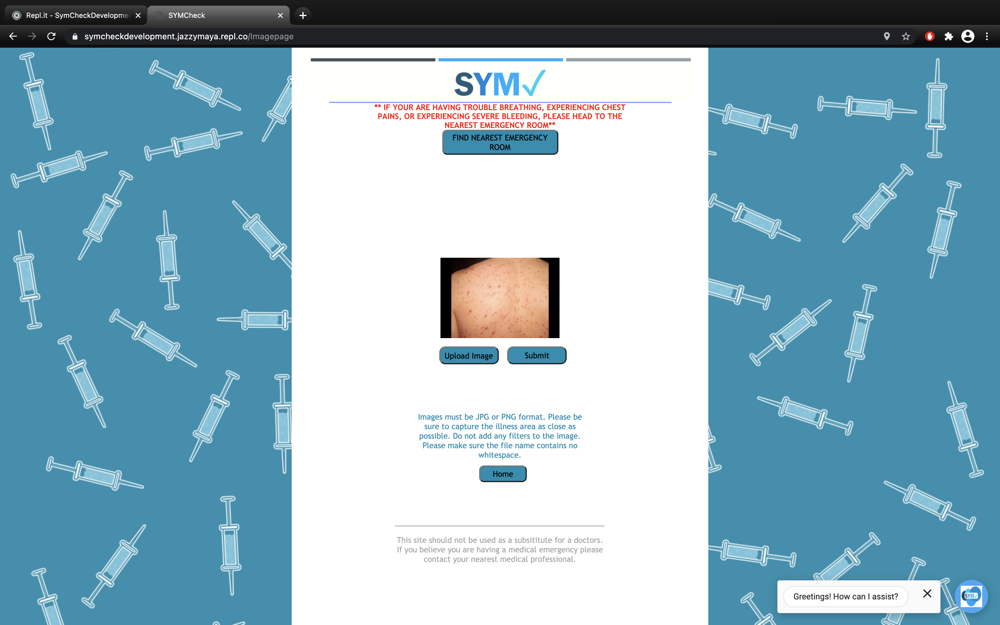 Repl.it - SymCheckDevelopme
SYMCheck
symcheckdevelopment.jazzymaya.repl.co/Imagepage
SYM
** IF YOUR ARE HAVING TROUBLE BREATHING, EXPERIENCING CHEST
PAINS, OR EXPERIENCING SEVERE BLEEDING, PLEASE HEAD TO THE
NEAREST EMERGENCY ROOM**
FIND NEAREST EMERGENCY
ROOM
Upload Image
Submit
Images must be JPG or PNG format. Please be
sure to capture the illness area as close as
possible. Do not add any filters to the image.
Please make sure the file name contains no
whitespace.
Home
This site should not be used as a subsititute for a doctors.
If you believe you are having a medical emergency please
contact your nearest medical professional.
Greetings! How can I assist?
SYM